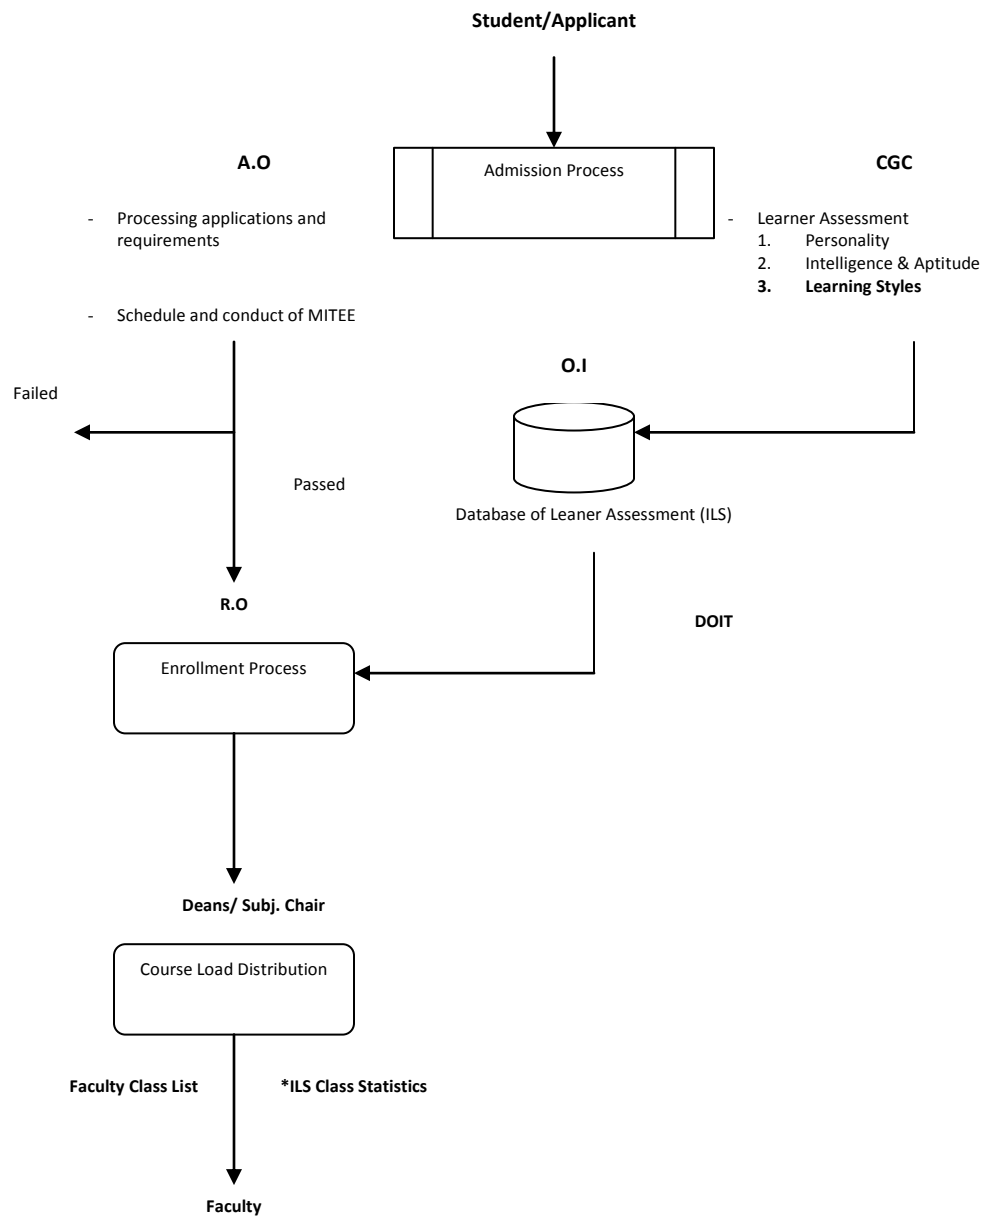 Student/Applicant
A.O
Admission Process
CGC
- Processing applications and
requirements
- Schedule and conduct of MITEE
- Learner Assessment
1. Personality
2. Intelligence & Aptitude
3. Learning Styles
O.I
Failed
Passed
Database of Leaner Assessment (ILS)
R.O
DOIT
Enrollment Process
Deans/ Subj. Chair
Course Load Distribution
Faculty Class List
*ILS Class Statistics
Faculty